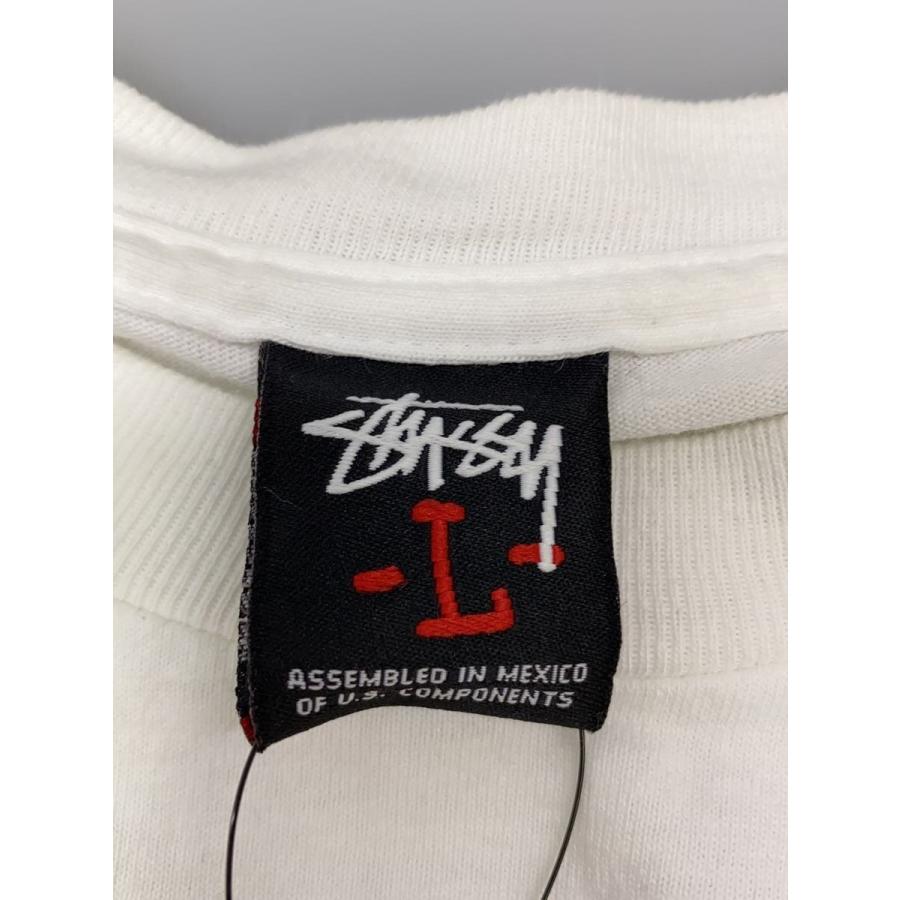 STUSSY
-L-
ASSEMBLED IN MEXICO
OF U.S. COMPONENTS